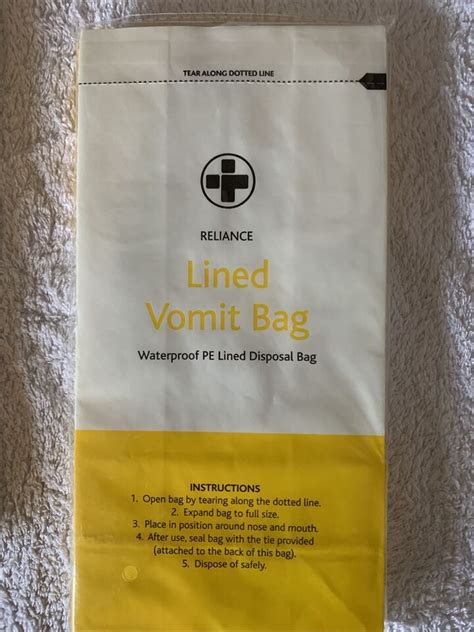 TEAR ALONG DOTTED LINE
RELIANCE
Lined
Vomit Bag
Waterproof PE Lined Disposal Bag
INSTRUCTIONS
1. Open bag by tearing along the dotted line.
2. Expand bag to full size.
3. Place in position around nose and mouth.
4. After use, seal bag with the tie provided
(attached to the back of this bag).
5. Dispose of safely.